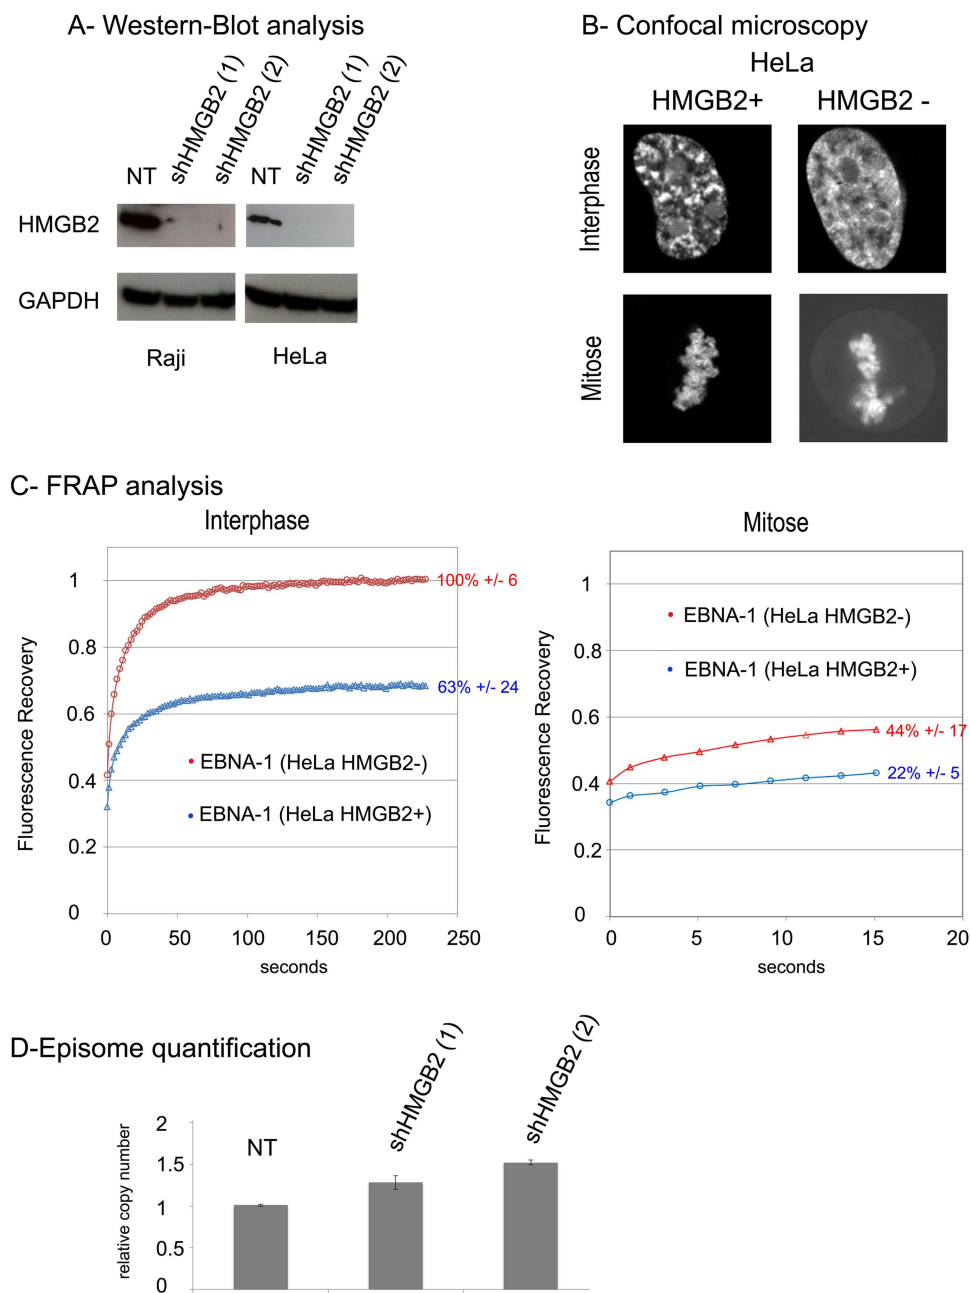 A- Western-Blot analysis
NT
shHMGB2 (1)
shHMGB2 (2)
NT
shHMGB2 (1)
shHMGB2 (2)
HMGB2
GAPDH
Raji
HeLa
B- Confocal microscopy
HeLa
HMGB2+
HMGB2 -
Interphase
Mitose
C- FRAP analysis
Interphase
Fluorescence Recovery
1
0.8
0.6
0.4
0.2
0
100% +/- 6
63% +/- 24
EBNA-1 (HeLa HMGB2-)
EBNA-1 (HeLa HMGB2+)
0 50 100 150 200 250
seconds
Mitose
Fluorescence Recovery
1
0.8
0.6
0.4
0.2
0
EBNA-1 (HeLa HMGB2-)
EBNA-1 (HeLa HMGB2+)
44% +/- 17
22% +/- 5
0 5 10 15 20
seconds
D-Episome quantification
relative copy number
2
1.5
1
0.5
0
NT
shHMGB2 (1)
shHMGB2 (2)